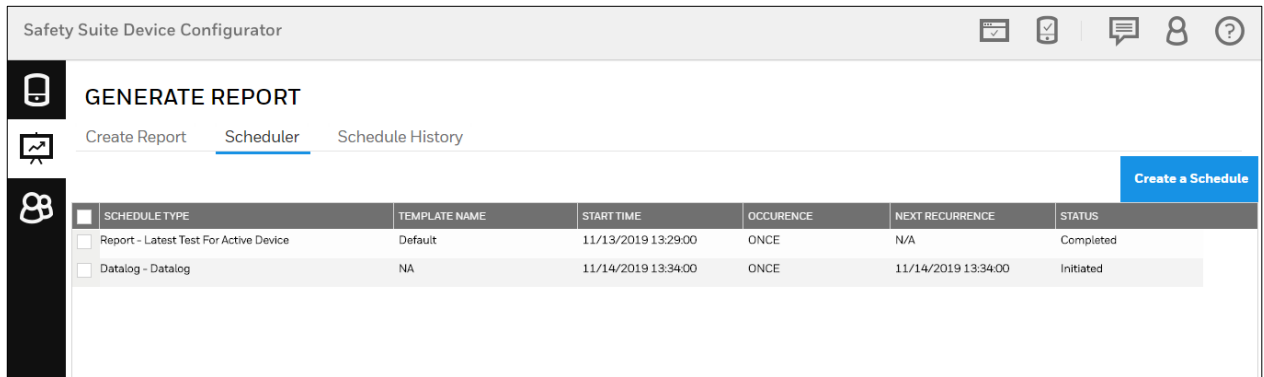 Safety Suite Device Configurator
GENERATE REPORT
Create Report Scheduler Schedule History
Create a Schedule
SCHEDULE TYPE TEMPLATE NAME START TIME OCCURENCE NEXT RECURRENCE STATUS
Report - Latest Test For Active Device Default 11/13/2019 13:29:00 ONCE N/A Completed
Datalog - Datalog NA 11/14/2019 13:34:00 ONCE 11/14/2019 13:34:00 Initiated